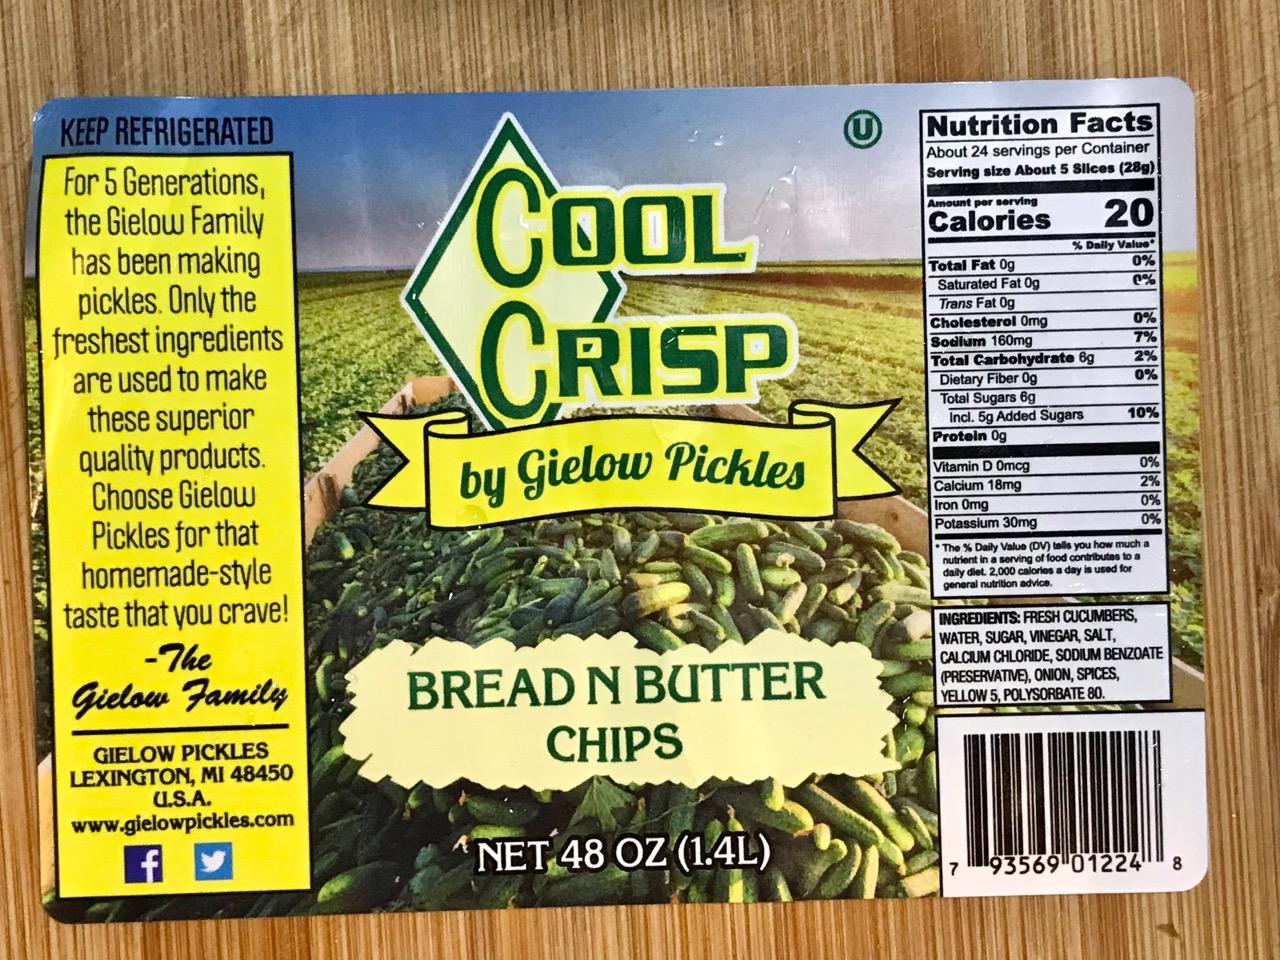 KEEP REFRIGERATED
For 5 Generations,
the Gielow Family
has been making
pickles. Only the
freshest ingredients
are used to make
these superior
quality products.
Choose Gielow
Pickles for that
homemade-style
taste that you crave!
-The
Gielow Family
GIELOW PICKLES
LEXINGTON, MI 48450
U.S.A.
www.gielowpickles.com
f
COOL
CRISP
by Gielow Pickles
BREAD N BUTTER
CHIPS
NET 48 OZ (1.4L)
U
Nutrition Facts
About 24 servings per Container
Serving size About 5 Slices (28g)
Amount per serving
Calories 20
% Daily Value*
Total Fat 0g 0%
Saturated Fat 0g 0%
Trans Fat 0g
Cholesterol 0mg 0%
Sodium 160mg 7%
Total Carbohydrate 6g 2%
Dietary Fiber 0g 0%
Total Sugars 6g
Incl. 5g Added Sugars 10%
Protein 0g
Vitamin D 0mcg 0%
Calcium 18mg 2%
Iron 0mg 0%
Potassium 30mg 0%
* The % Daily Value (DV) tells you how much a
nutrient in a serving of food contributes to a
daily diet. 2,000 calories a day is used for
general nutrition advice.
INGREDIENTS: FRESH CUCUMBERS,
WATER, SUGAR, VINEGAR, SALT,
CALCIUM CHLORIDE, SODIUM BENZOATE
(PRESERVATIVE), ONION, SPICES,
YELLOW 5, POLYSORBATE 80.
7 93569 01224 8